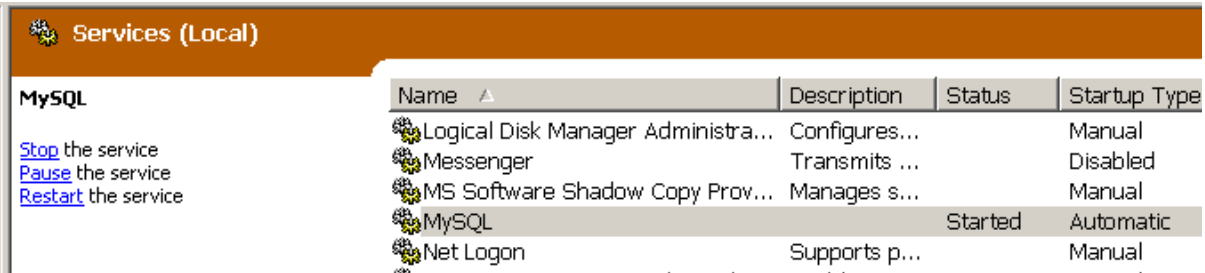 Services (Local)
MySQL
Stop the service
Pause the service
Restart the service
Name Description Status Startup Type
Logical Disk Manager Administra... Configures... Manual
Messenger Transmits ... Disabled
MS Software Shadow Copy Prov... Manages s... Manual
MySQL Started Automatic
Net Logon Supports p... Manual